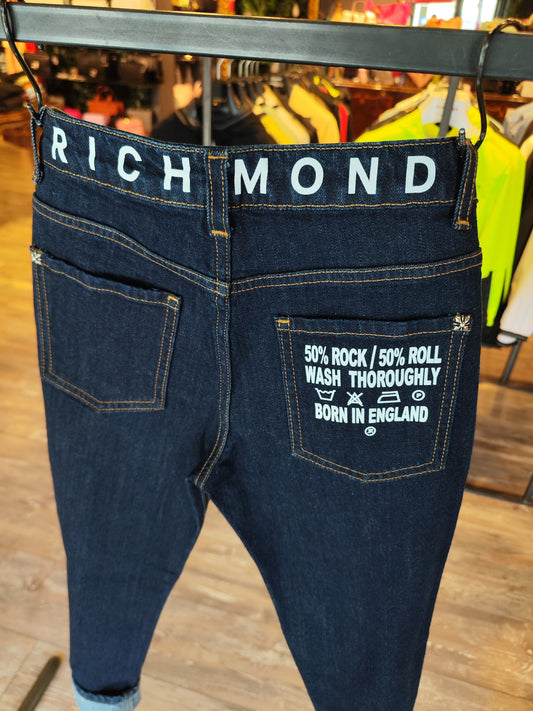 RICHMOND
50% ROCK / 50% ROLL
WASH THOROUGHLY
BORN IN ENGLAND